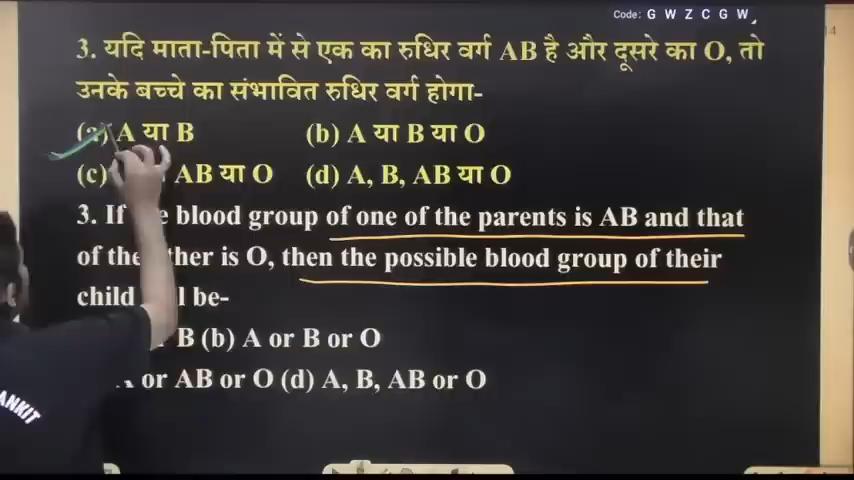 Code: G W Z C G W
14
3. यदि माता-पिता में से एक का रुधिर वर्ग AB है और दूसरे का O, तो
उनके बच्चे का संभावित रुधिर वर्ग होगा-
(a) A या B (b) A या B या O
(c) AB या O (d) A, B, AB या O
3. If blood group of one of the parents is AB and that
of the is O, then the possible blood group of their
child be-
B (b) A or B or O
or AB or O (d) A, B, AB or O
ANKIT